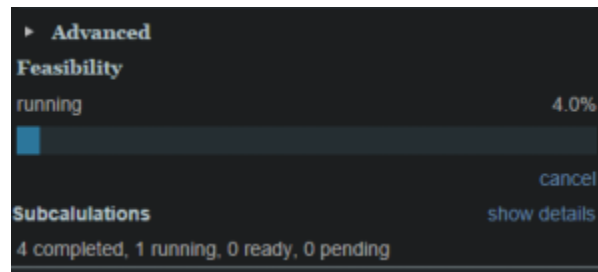 Advanced
Feasibility
running 4.0%
cancel
Subcalulations show details
4 completed, 1 running, 0 ready, 0 pending